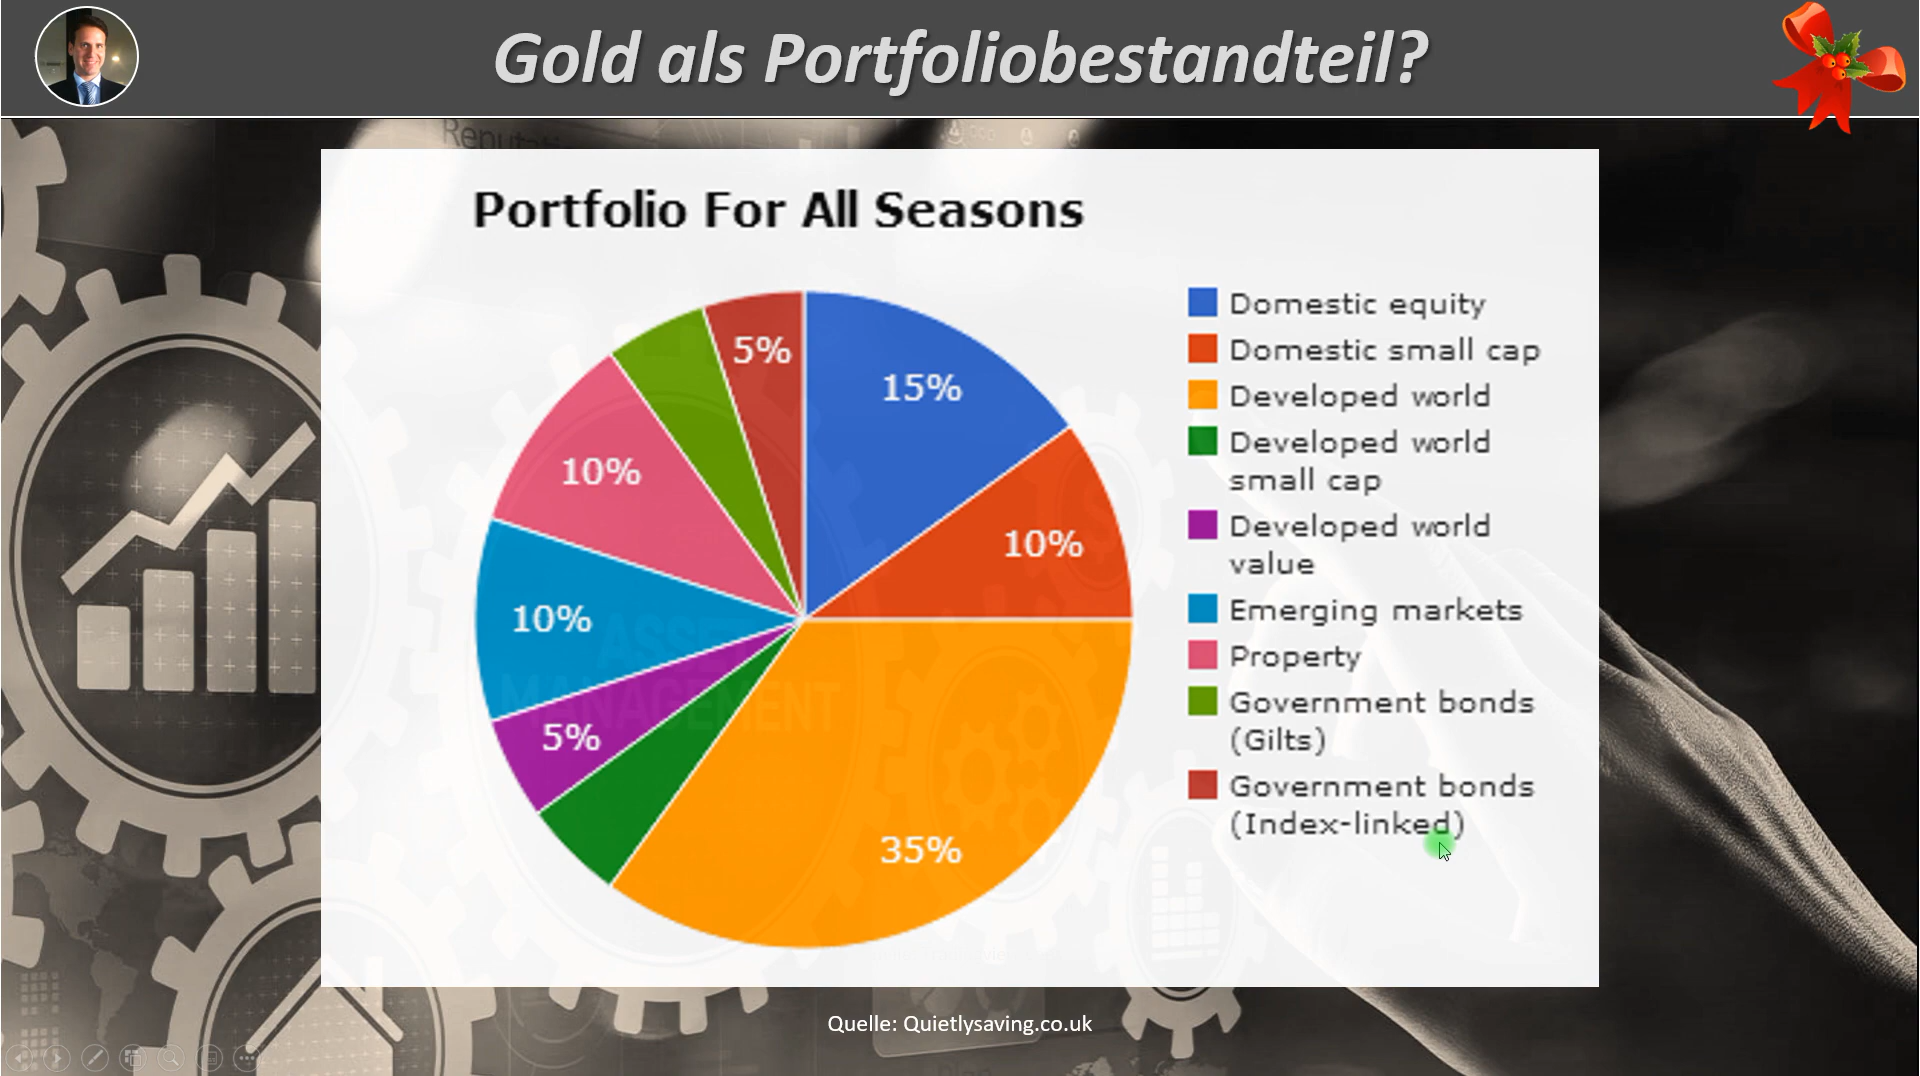 Gold als Portfoliobestandteil?
Portfolio For All Seasons
5%
15%
10%
10%
10%
5%
35%
Domestic equity
Domestic small cap
Developed world
Developed world
small cap
Developed world
value
Emerging markets
Property
Government bonds
(Gilts)
Government bonds
(Index-linked)
ASSET
MANAGEMENT
Quelle: Quietlysaving.co.uk